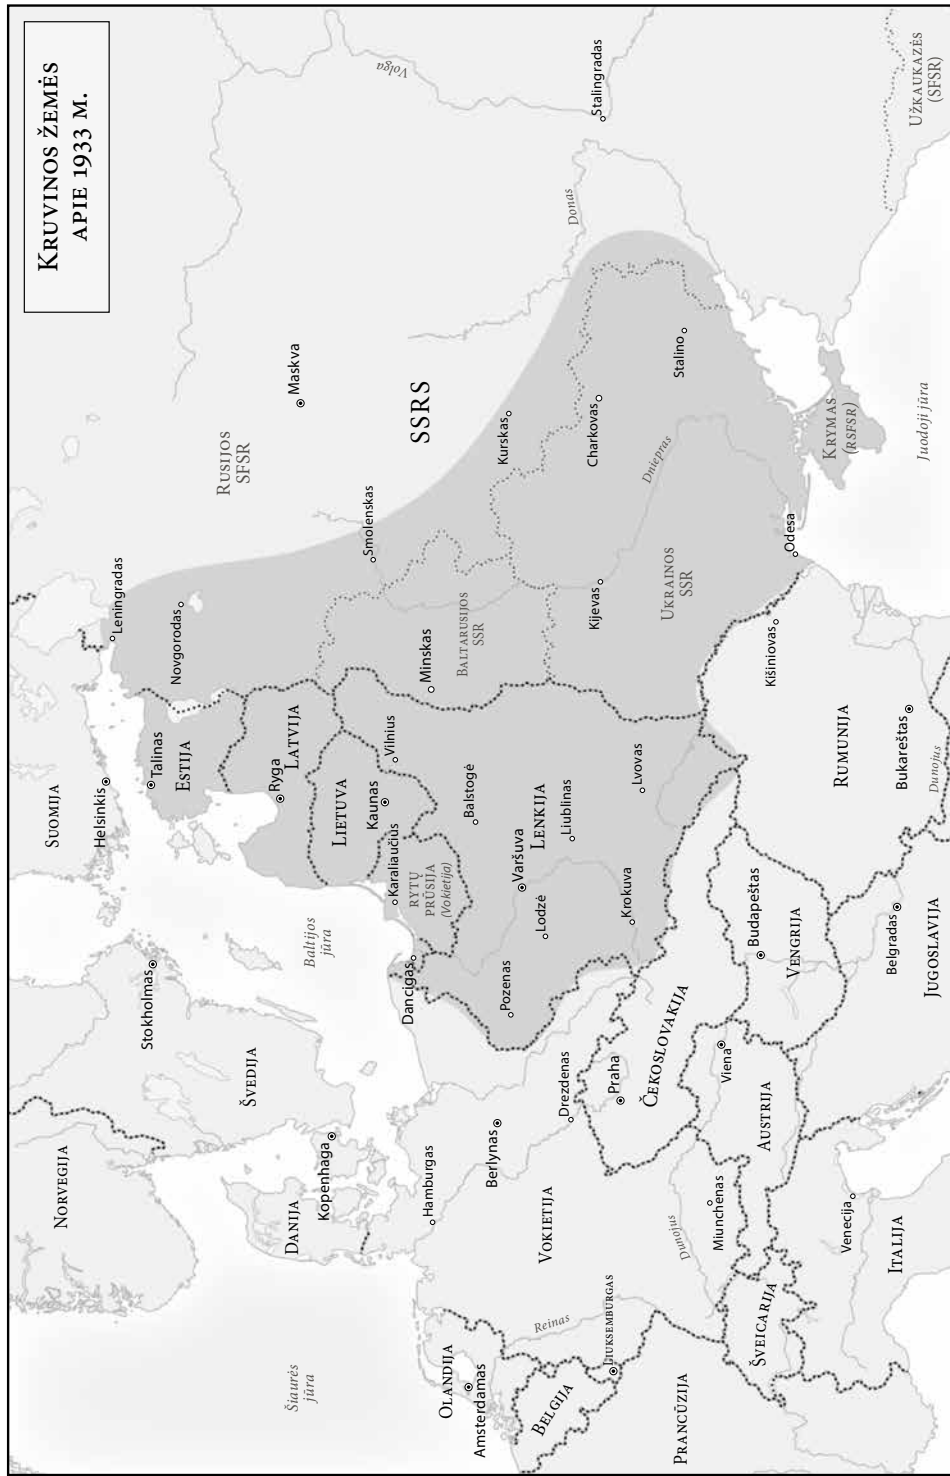 KRUVINOS ŽEMĖS
APIE 1933 M.
NORVEGIJA
SUOMIJA
Helsinkis
Leningradas
Stokholmas
Talinas
ESTIJA
Novgorodas
RUSIJOS
SFSR
Volga
ŠVEDIJA
Šiaurės
jūra
DANIJA
Kopenhaga
Baltijos
jūra
Ryga
LATVIJA
Maskva
LIETUVA
Kaunas
Vilnius
Smolenskas
SSRS
Karaliaučius
RYTŲ
PRŪSIJA
(Vokietija)
Dancigas
Minskas
BALTARUSIJOS
SSR
Hamburgas
OLANDIJA
Amsterdamas
Berlynas
Pozenas
Balstogė
Varšuva
LENKIJA
Lodzė
Liublinas
Kurskas
Donas
Stalingradas
BELGIJA
Reinas
VOKIETIJA
Drezdenas
Kijevas
Charkovas
LIUKSEMBURGAS
Praha
ČEKOSLOVAKIJA
Krokuva
Lvovas
UKRAINOS
SSR
Dniepras
Stalino
PRANCŪZIJA
Dunojus
Miunchenas
Viena
AUSTRIJA
Budapeštas
VENGRIJA
Kišiniovas
Odesa
ŠVEICARIJA
Venecija
ITALIJA
Belgradas
JUGOSLAVIJA
RUMUNIJA
Bukareštas
Dunojus
KRYMAS
(RSFSR)
Juodoji jūra
UŽKAUKAZĖS
(SFSR)